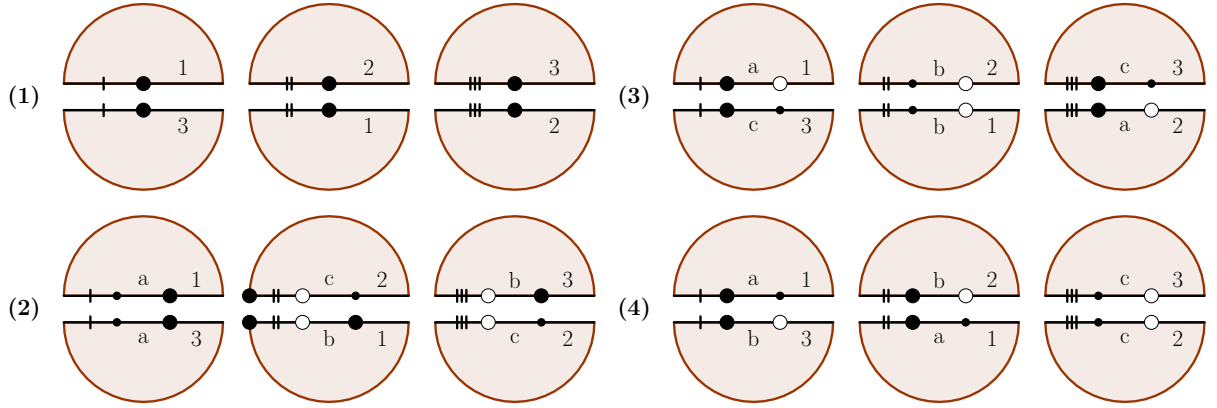 (1) 1 2 3
3 1 2
(3) a 1 b 2 c 3
c 3 b 1 a 2
(2) a 1 c 2 b 3
a 3 b 1 c 2
(4) a 1 b 2 c 3
b 3 a 1 c 2